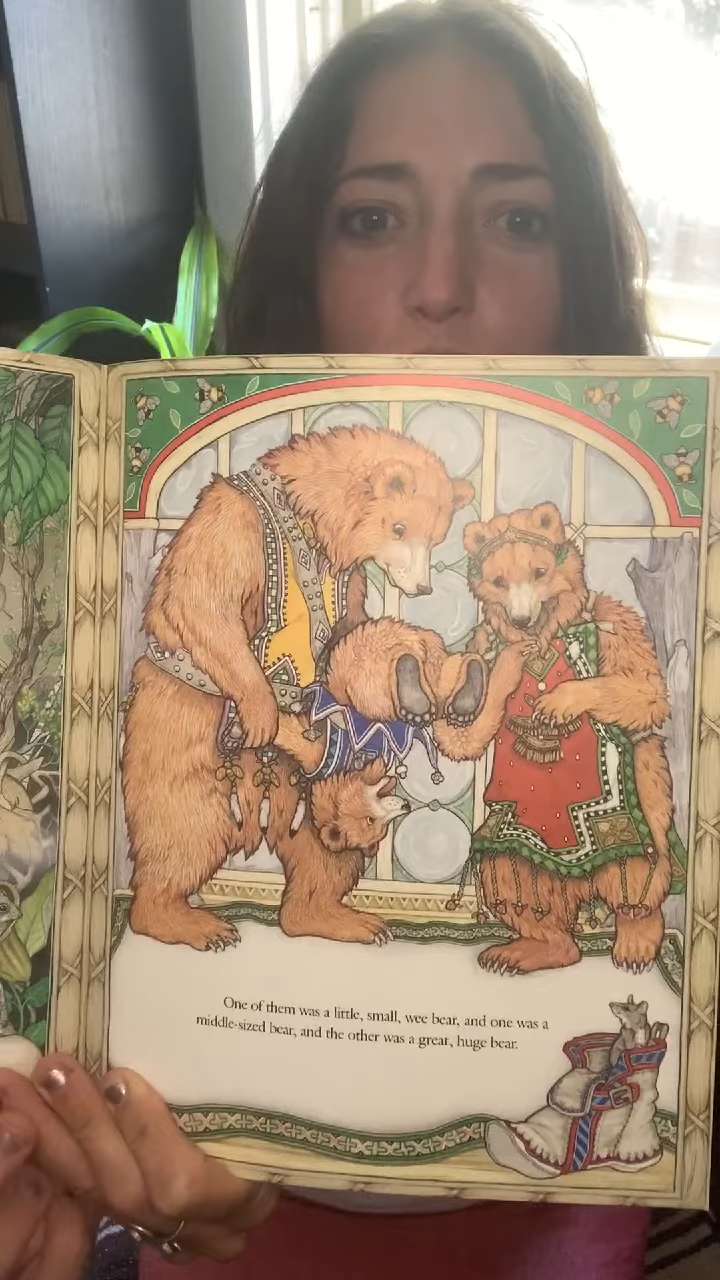 One of them was a little, small, wee bear, and one was a
middle-sized bear, and the other was a great, huge bear.